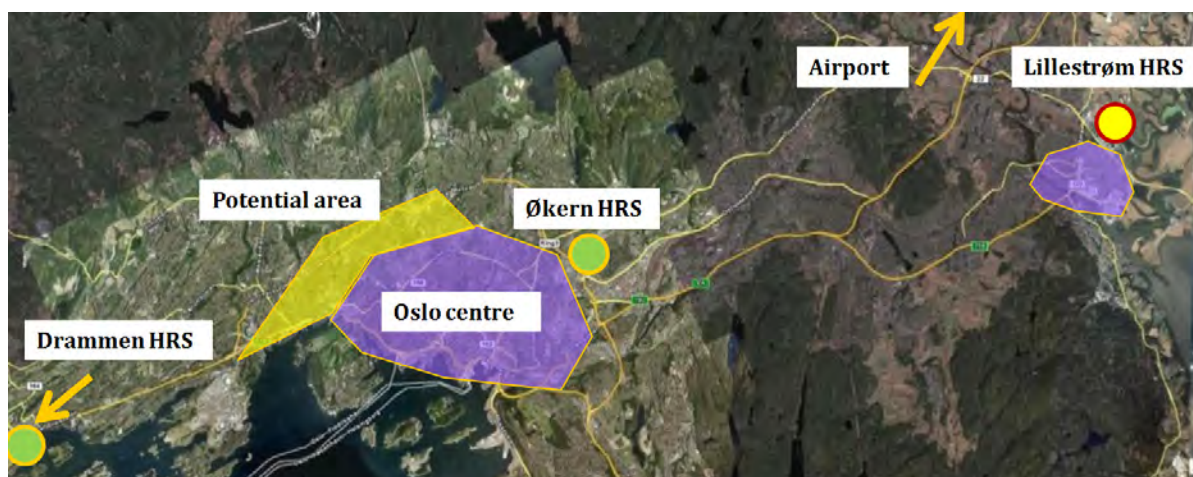 Airport
Lillestrøm HRS
Potential area
Økern HRS
Oslo centre
Drammen HRS